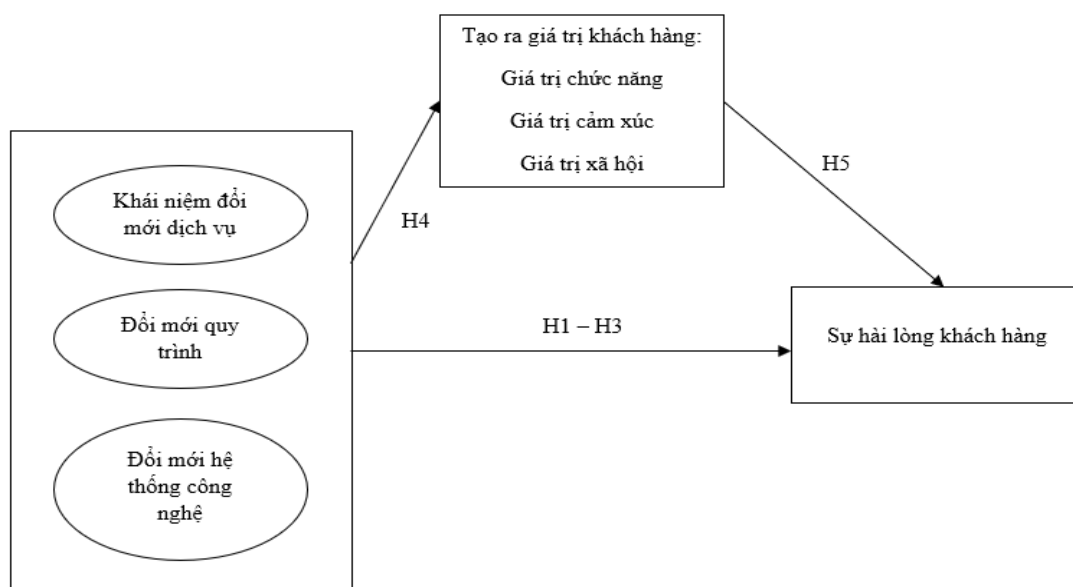 Tạo ra giá trị khách hàng:
Giá trị chức năng
Giá trị cảm xúc
Giá trị xã hội
Khái niệm đổi
mới dịch vụ
H4
H5
Đổi mới quy
trình
H1 – H3
Sự hài lòng khách hàng
Đổi mới hệ
thống công
nghệ